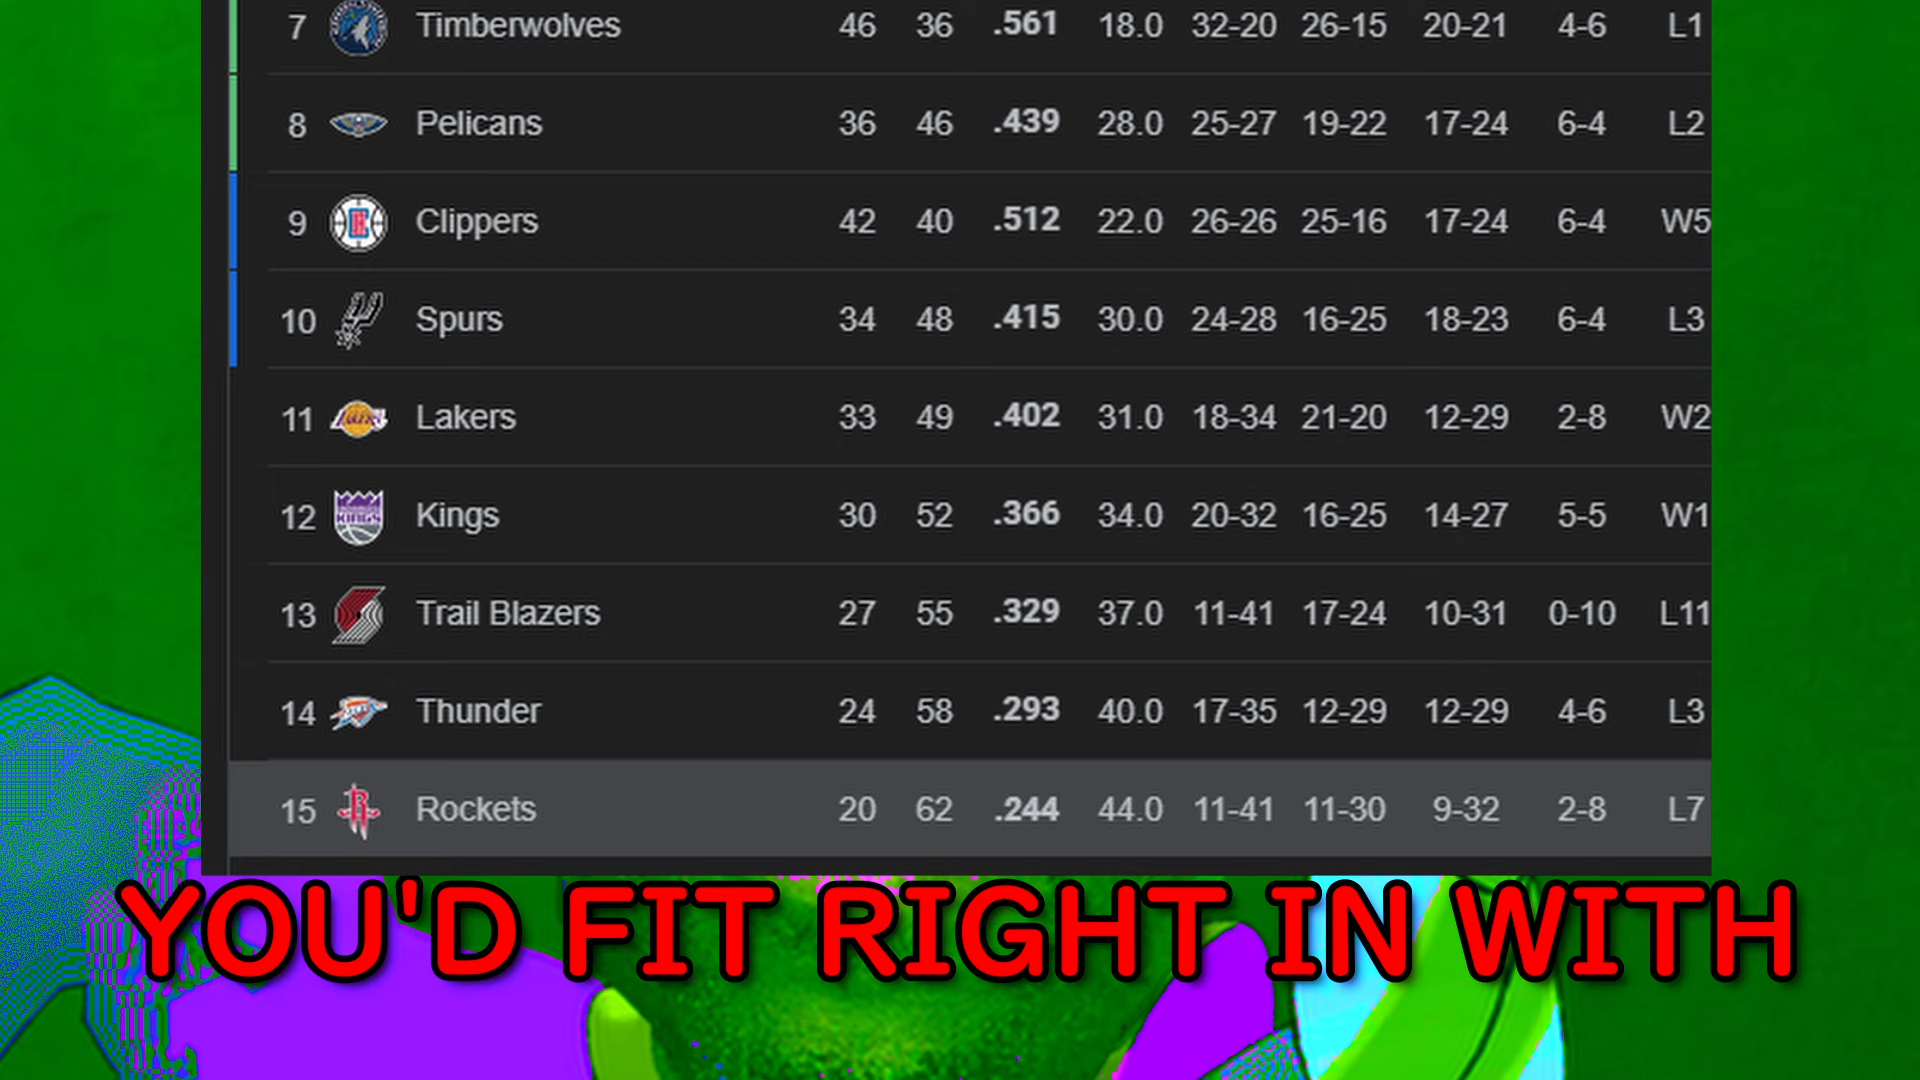 7 Timberwolves 46 36 .561 18.0 32-20 26-15 20-21 4-6 L1
8 Pelicans 36 46 .439 28.0 25-27 19-22 17-24 6-4 L2
9 Clippers 42 40 .512 22.0 26-26 25-16 17-24 6-4 W5
10 Spurs 34 48 .415 30.0 24-28 16-25 18-23 6-4 L3
11 Lakers 33 49 .402 31.0 18-34 21-20 12-29 2-8 W2
12 Kings 30 52 .366 34.0 20-32 16-25 14-27 5-5 W1
13 Trail Blazers 27 55 .329 37.0 11-41 17-24 10-31 0-10 L11
14 Thunder 24 58 .293 40.0 17-35 12-29 12-29 4-6 L3
15 Rockets 20 62 .244 44.0 11-41 11-30 9-32 2-8 L7
YOU'D FIT RIGHT IN WITH